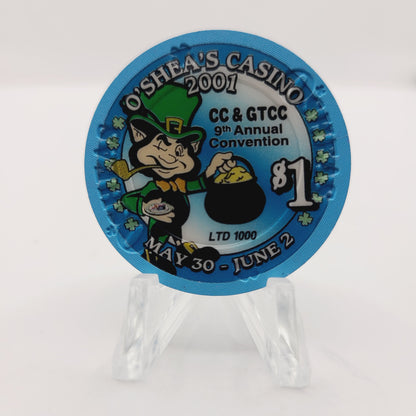 O'SHEA'S CASINO
2001
CC & GTCC
9th Annual
Convention
$1
LTD 1000
MAY 30 - JUNE 2